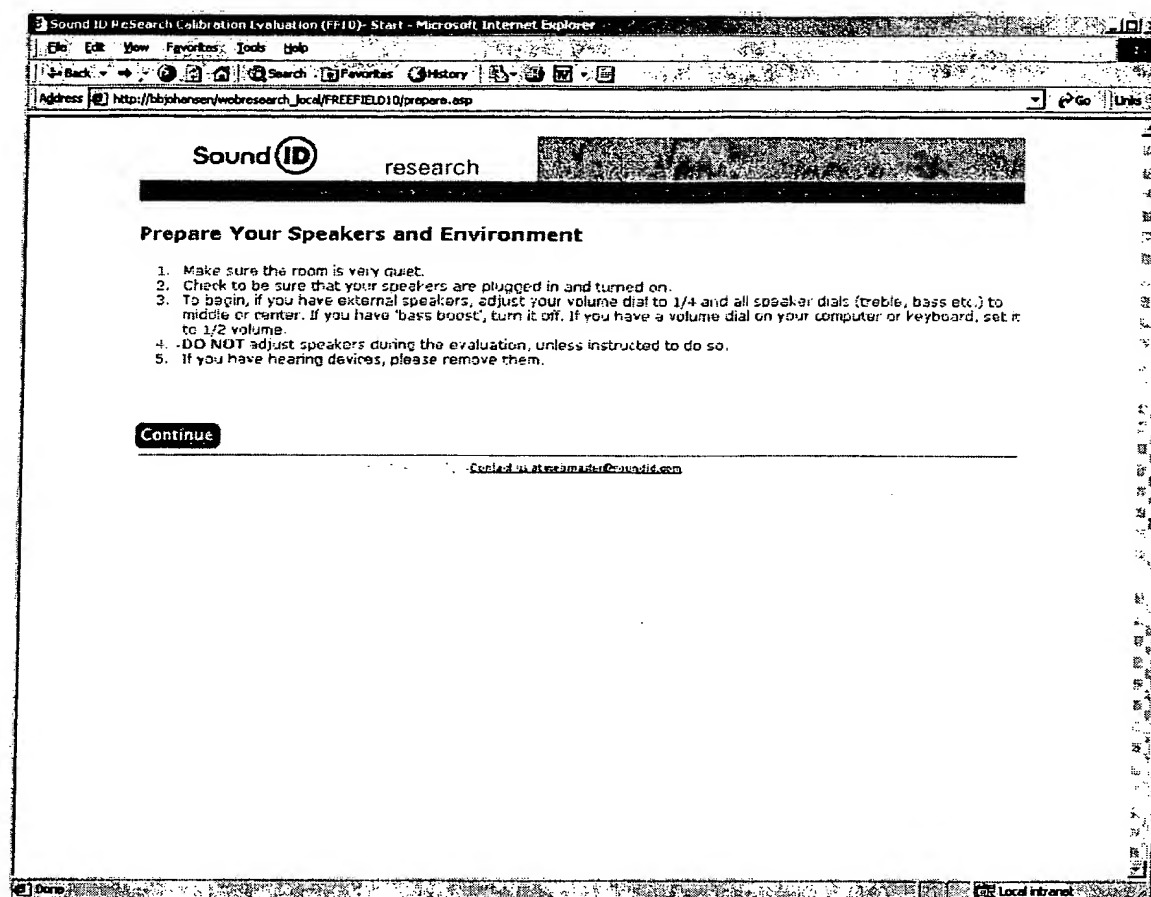 Sound ID ReSearch Calibration Evaluation (FF10)- Start - Microsoft Internet Explorer
File Edit View Favorites Tools Help
Back Search Favorites History
Address http://bbjohansen/webresearch_local/FREEFIELD10/prepare.asp Go Links
Sound ID research
Prepare Your Speakers and Environment
1. Make sure the room is very quiet.
2. Check to be sure that your speakers are plugged in and turned on.
3. To begin, if you have external speakers, adjust your volume dial to 1/4 and all speaker dials (treble, bass etc.) to
middle or center. If you have 'bass boost', turn it off. If you have a volume dial on your computer or keyboard, set it
to 1/2 volume.
4. DO NOT adjust speakers during the evaluation, unless instructed to do so.
5. If you have hearing devices, please remove them.
Continue
Contact us at webmaster@soundid.com
Done Local intranet